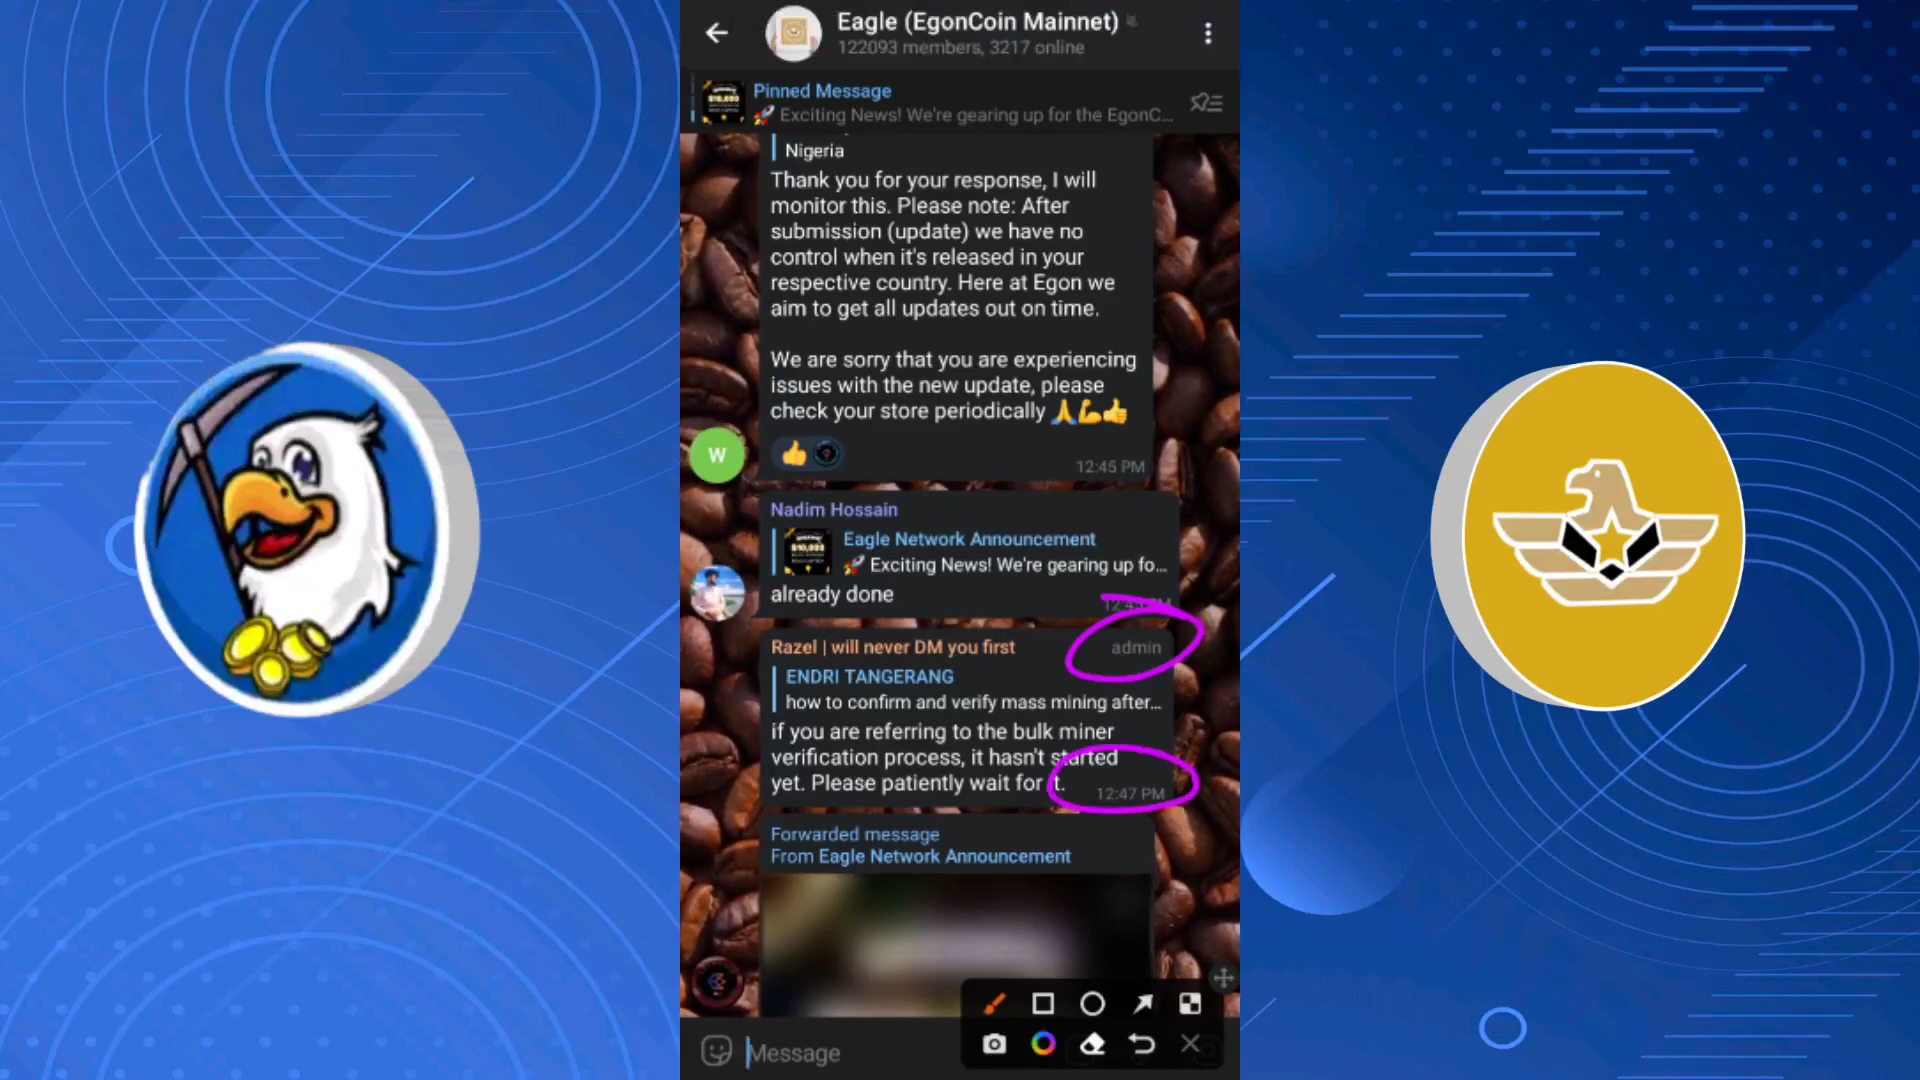 Eagle (EgonCoin Mainnet)
122093 members, 3217 online
Pinned Message
🚀 Exciting News! We're gearing up for the EgonC...
Nigeria
Thank you for your response, I will
monitor this. Please note: After
submission (update) we have no
control when it's released in your
respective country. Here at Egon we
aim to get all updates out on time.
We are sorry that you are experiencing
issues with the new update, please
check your store periodically 🙏💪👍
W
12:45 PM
Nadim Hossain
Eagle Network Announcement
$10,000
🚀 Exciting News! We're gearing up fo...
already done
Razel | will never DM you first
admin
ENDRI TANGERANG
how to confirm and verify mass mining after...
if you are referring to the bulk miner
verification process, it hasn't started
yet. Please patiently wait for it.
12:47 PM
Forwarded message
From Eagle Network Announcement
Message